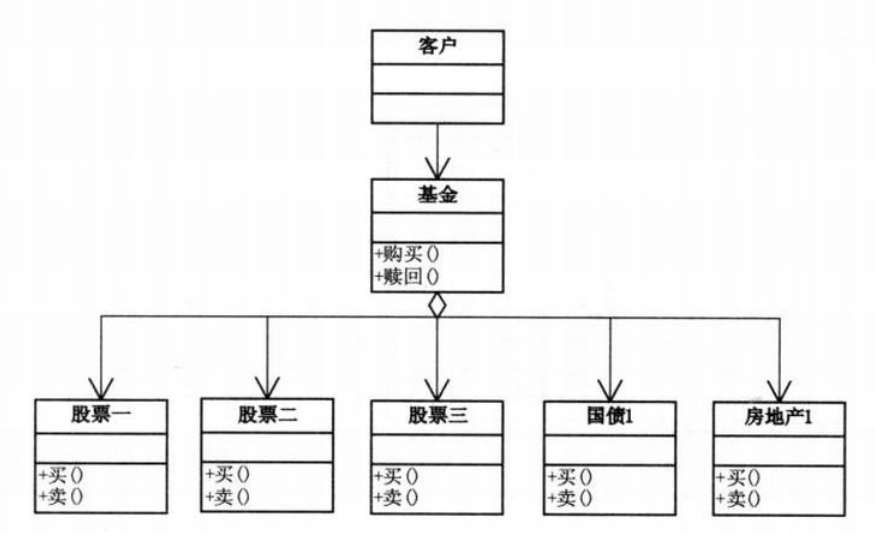 客户
基金
+购买()
+赎回()
股票一
+买()
+卖()
股票二
+买()
+卖()
股票三
+买()
+卖()
国债1
+买()
+卖()
房地产1
+买()
+卖()